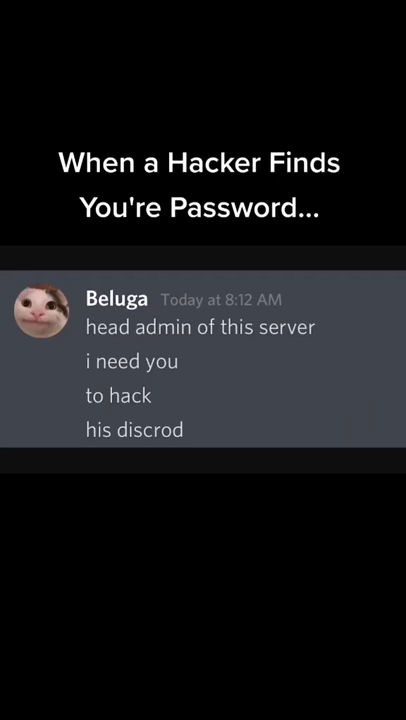 When a Hacker Finds
You're Password...
Beluga Today at 8:12 AM
head admin of this server
i need you
to hack
his discrod